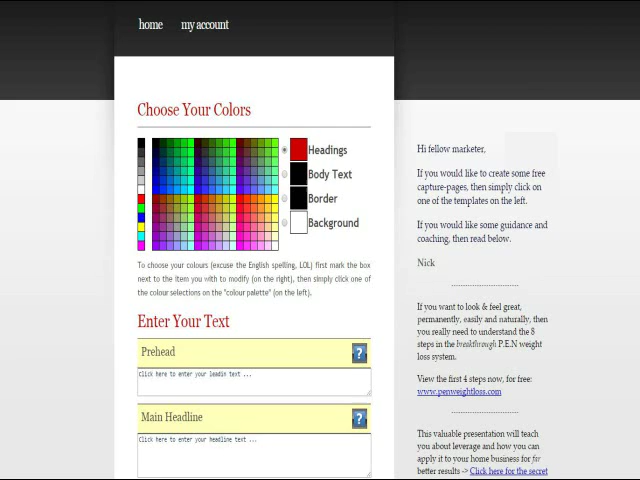 home my account
Choose Your Colors
Headings
Body Text
Border
Background
To choose your colours (excuse the English spelling, LOL) first mark the box
next to the item you with to modify (on the right), then simply click one of
the colour selections on the "colour palette" (on the left).
Enter Your Text
Prehead
?
Click here to enter your leadin text ...
Main Headline
?
Click here to enter your headline text ...
Hi fellow marketer,
If you would like to create some free
capture-pages, then simply click on
one of the templates on the left.
If you would like some guidance and
coaching, then read below.
Nick
If you want to look & feel great,
permanently, easily and naturally, then
you really need to understand the 8
steps in the breakthrough P.E.N weight
loss system.
View the first 4 steps now, for free:
www.penweightloss.com
This valuable presentation will teach
you about leverage and how you can
apply it to your home business for far
better results -> Click here for the secret